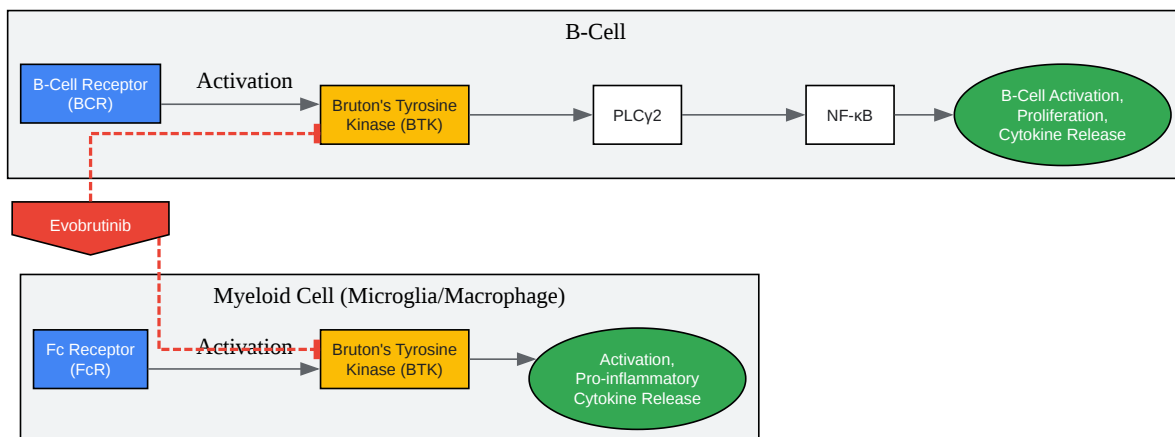 B-Cell
B-Cell Receptor
(BCR)
Activation
Bruton's Tyrosine
Kinase (BTK)
PLCγ2
NF-κB
B-Cell Activation,
Proliferation,
Cytokine Release
Evobrutinib
Myeloid Cell (Microglia/Macrophage)
Fc Receptor
(FcR)
Activation
Bruton's Tyrosine
Kinase (BTK)
Activation,
Pro-inflammatory
Cytokine Release